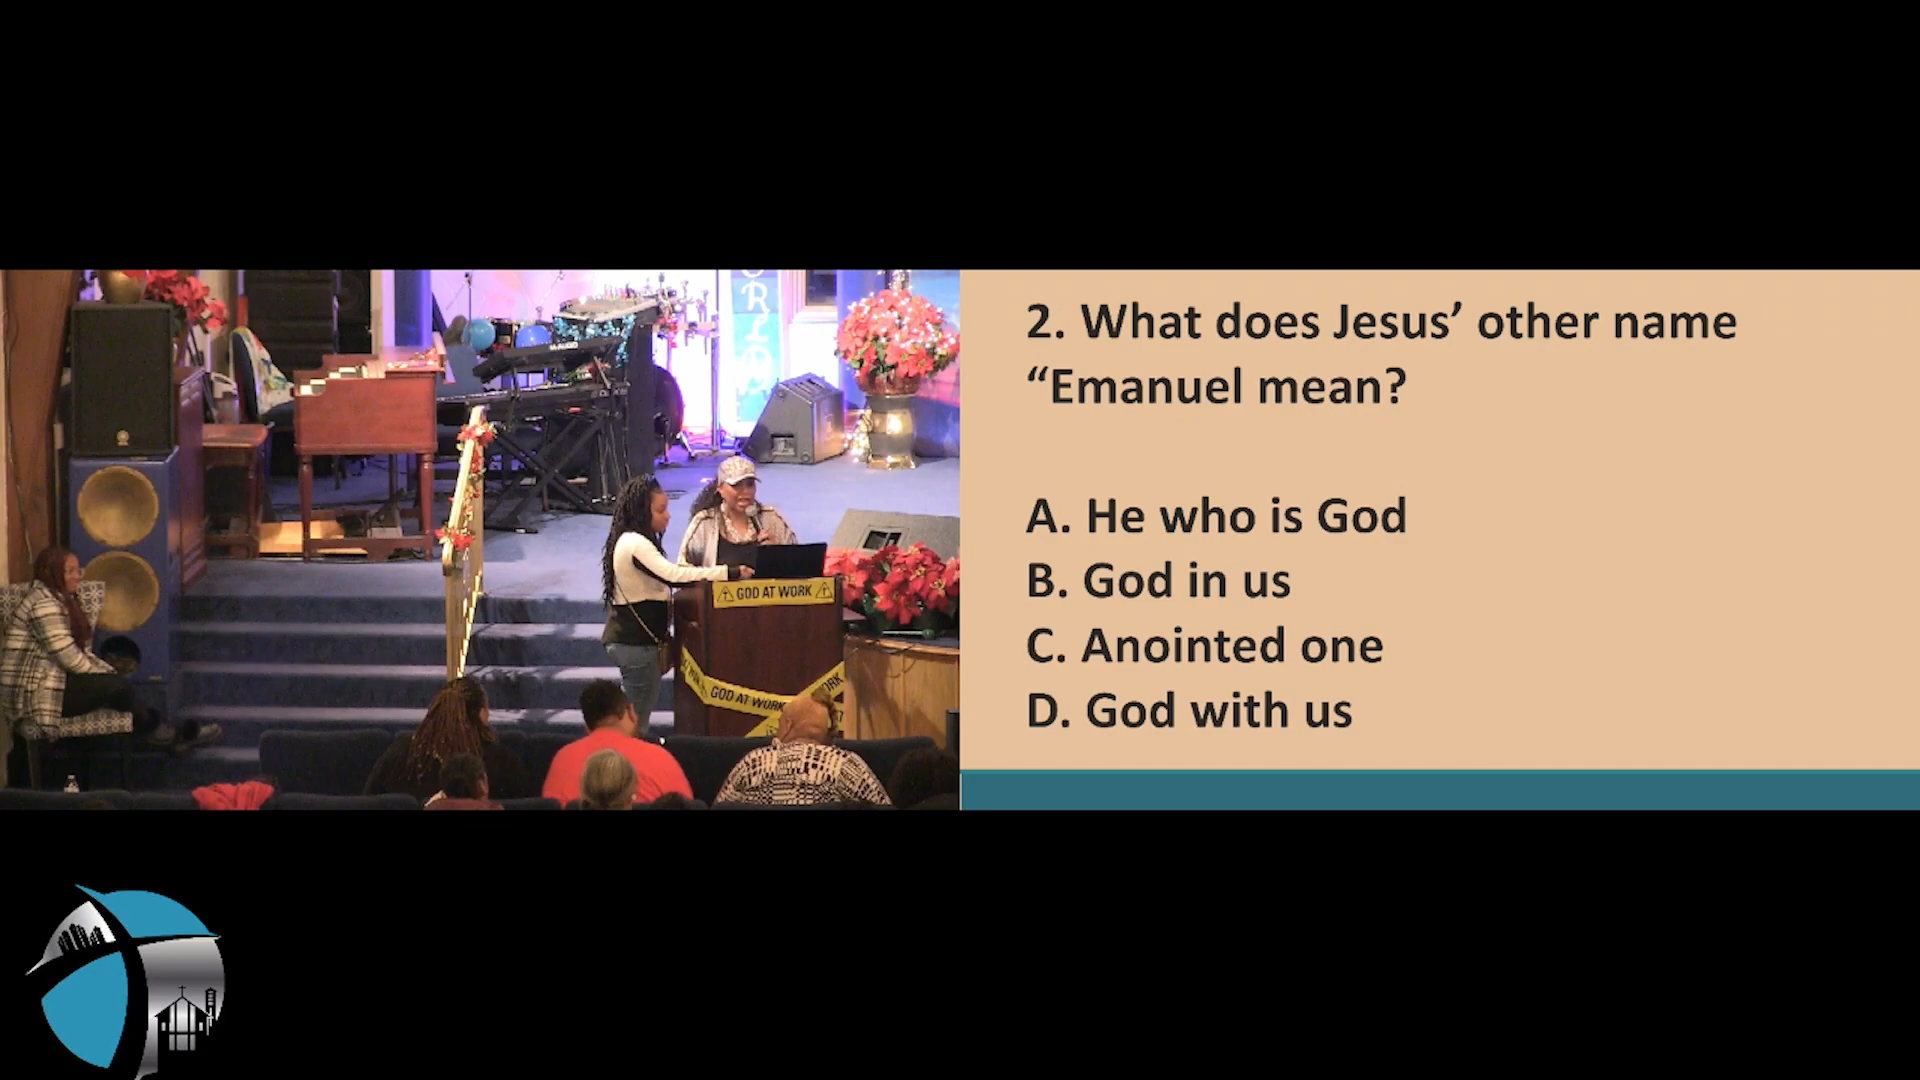 2. What does Jesus’ other name
“Emanuel mean?
A. He who is God
B. God in us
C. Anointed one
D. God with us
GOD AT WORK
GOD AT WORK
WORK